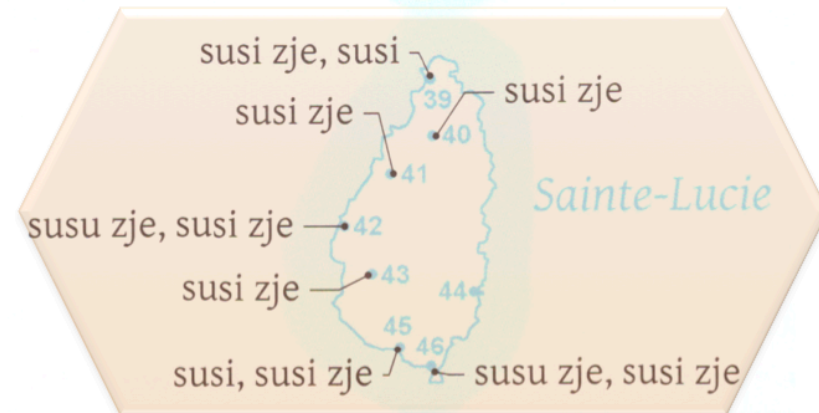 susi zje, susi
39
susi zje
susi zje
40
41
Sainte-Lucie
susu zje, susi zje
42
43
susi zje
44
45
46
susi, susi zje
susu zje, susi zje